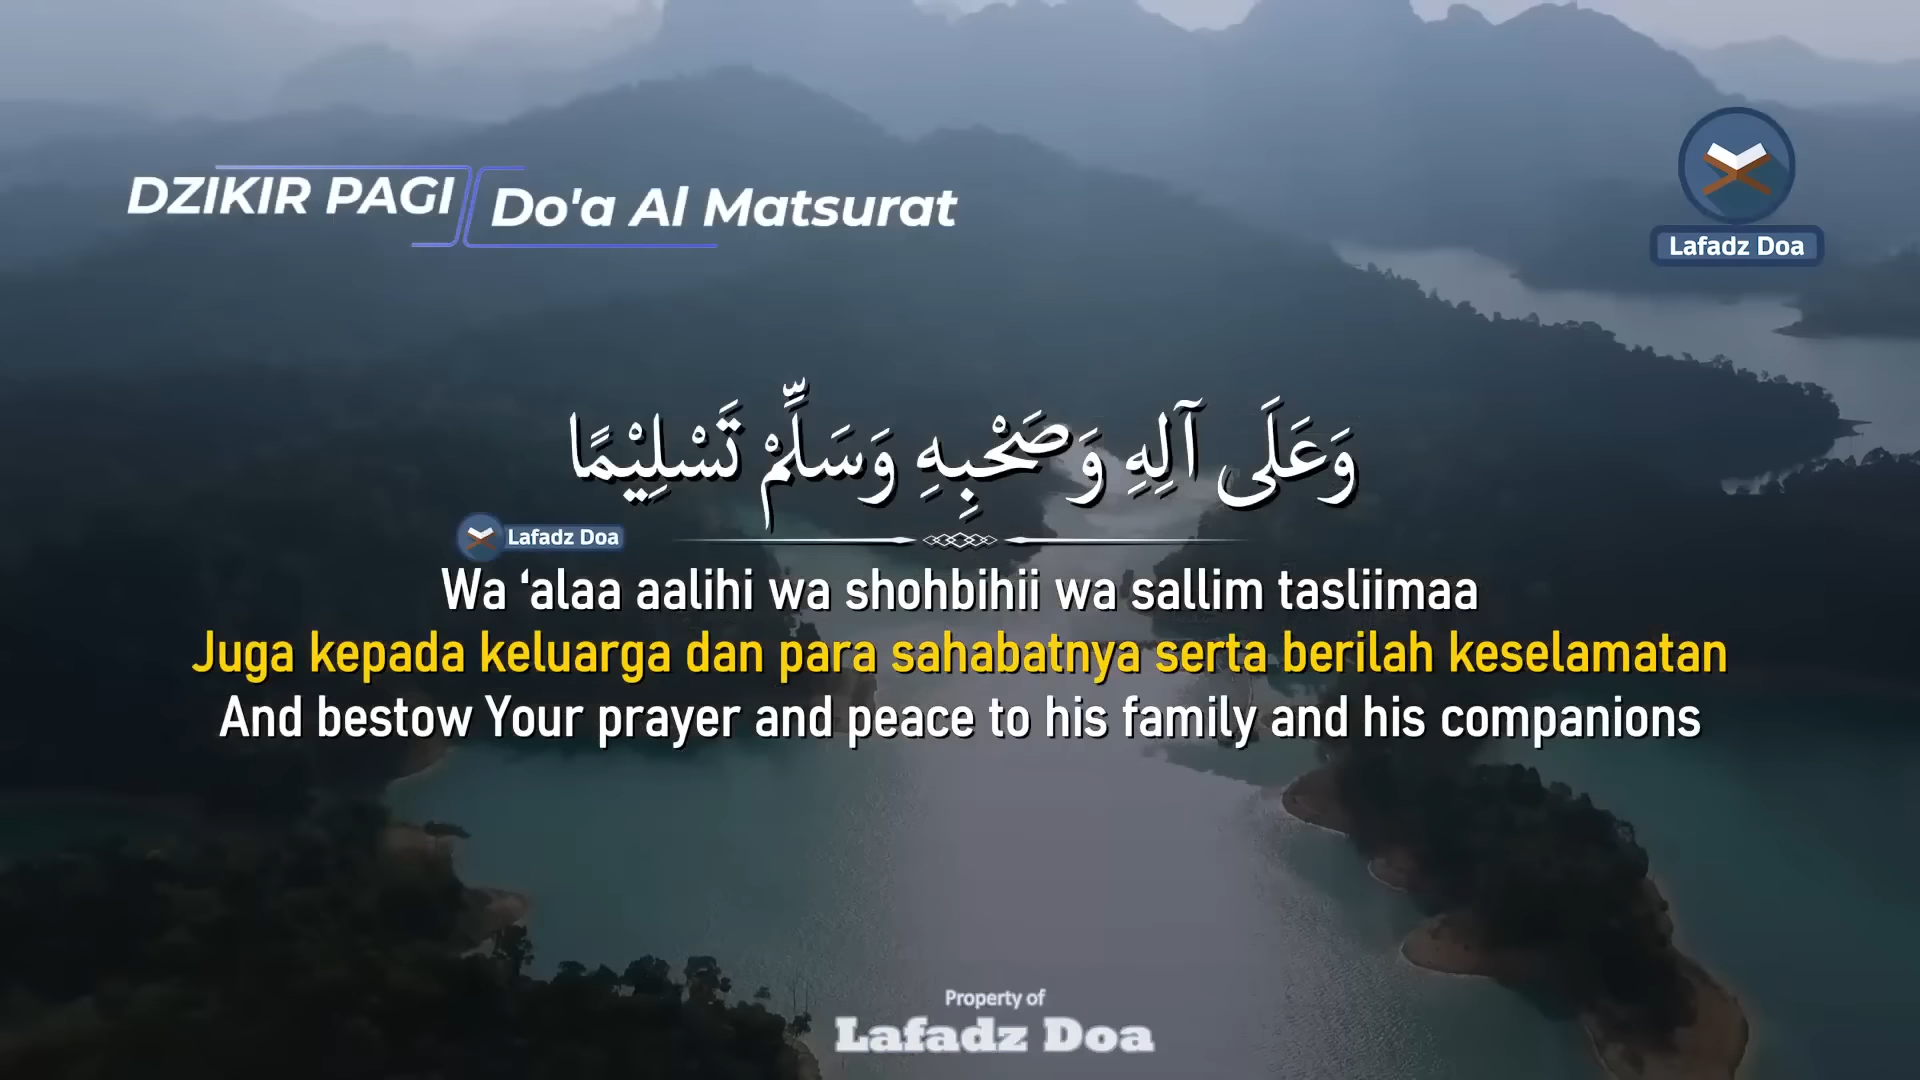 DZIKIR PAGI
Do'a Al Matsurat
Lafadz Doa
وَعَلَى آلِهِ وَصَحْبِهِ وَسَلِّمْ تَسْلِيْمًا
Lafadz Doa
Wa ‘alaa aalihi wa shohbihii wa sallim tasliimaa
Juga kepada keluarga dan para sahabatnya serta berilah keselamatan
And bestow Your prayer and peace to his family and his companions
Property of
Lafadz Doa